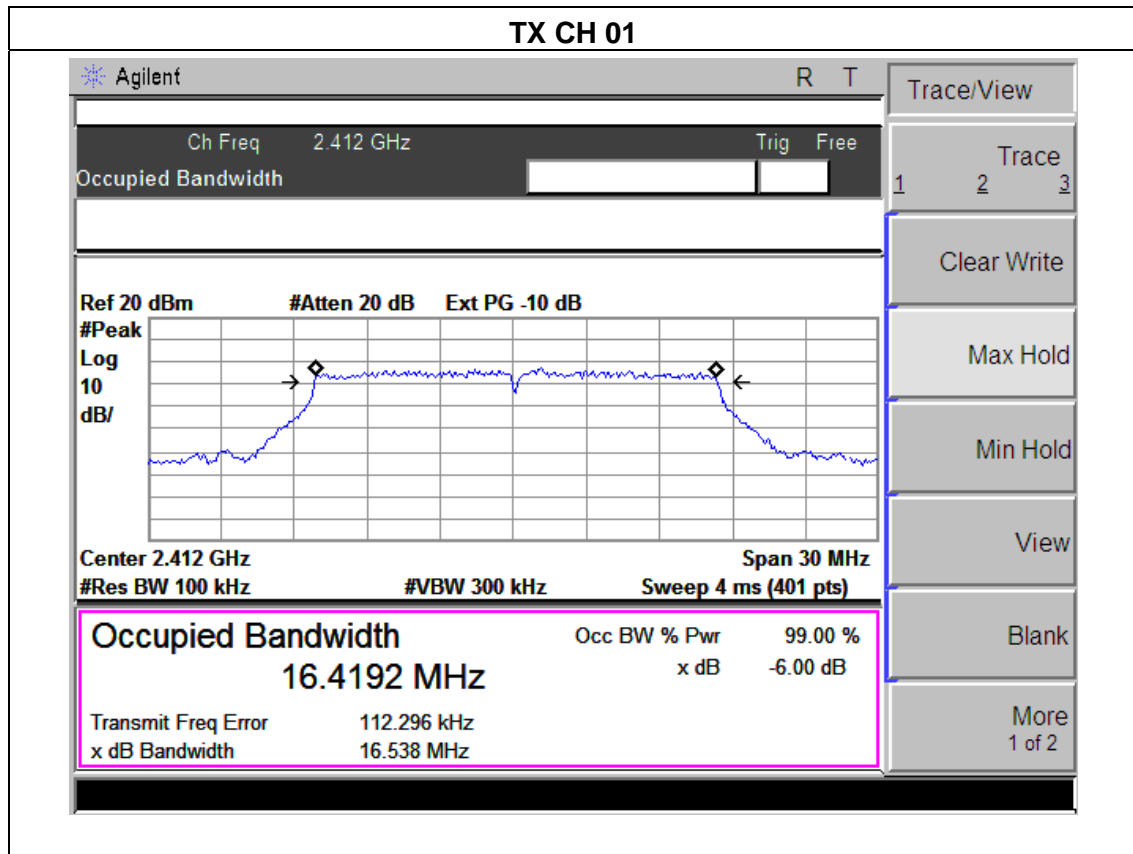 TX CH 01
Agilent R T
Trace/View
Ch Freq 2.412 GHz Trig Free
Occupied Bandwidth
Trace
1 2 3
Clear Write
Ref 20 dBm #Atten 20 dB Ext PG -10 dB
#Peak
Log
10
dB/
Max Hold
Min Hold
View
Center 2.412 GHz Span 30 MHz
#Res BW 100 kHz #VBW 300 kHz Sweep 4 ms (401 pts)
Occupied Bandwidth Occ BW % Pwr 99.00 %
16.4192 MHz x dB -6.00 dB
Blank
Transmit Freq Error 112.296 kHz
x dB Bandwidth 16.538 MHz
More
1 of 2